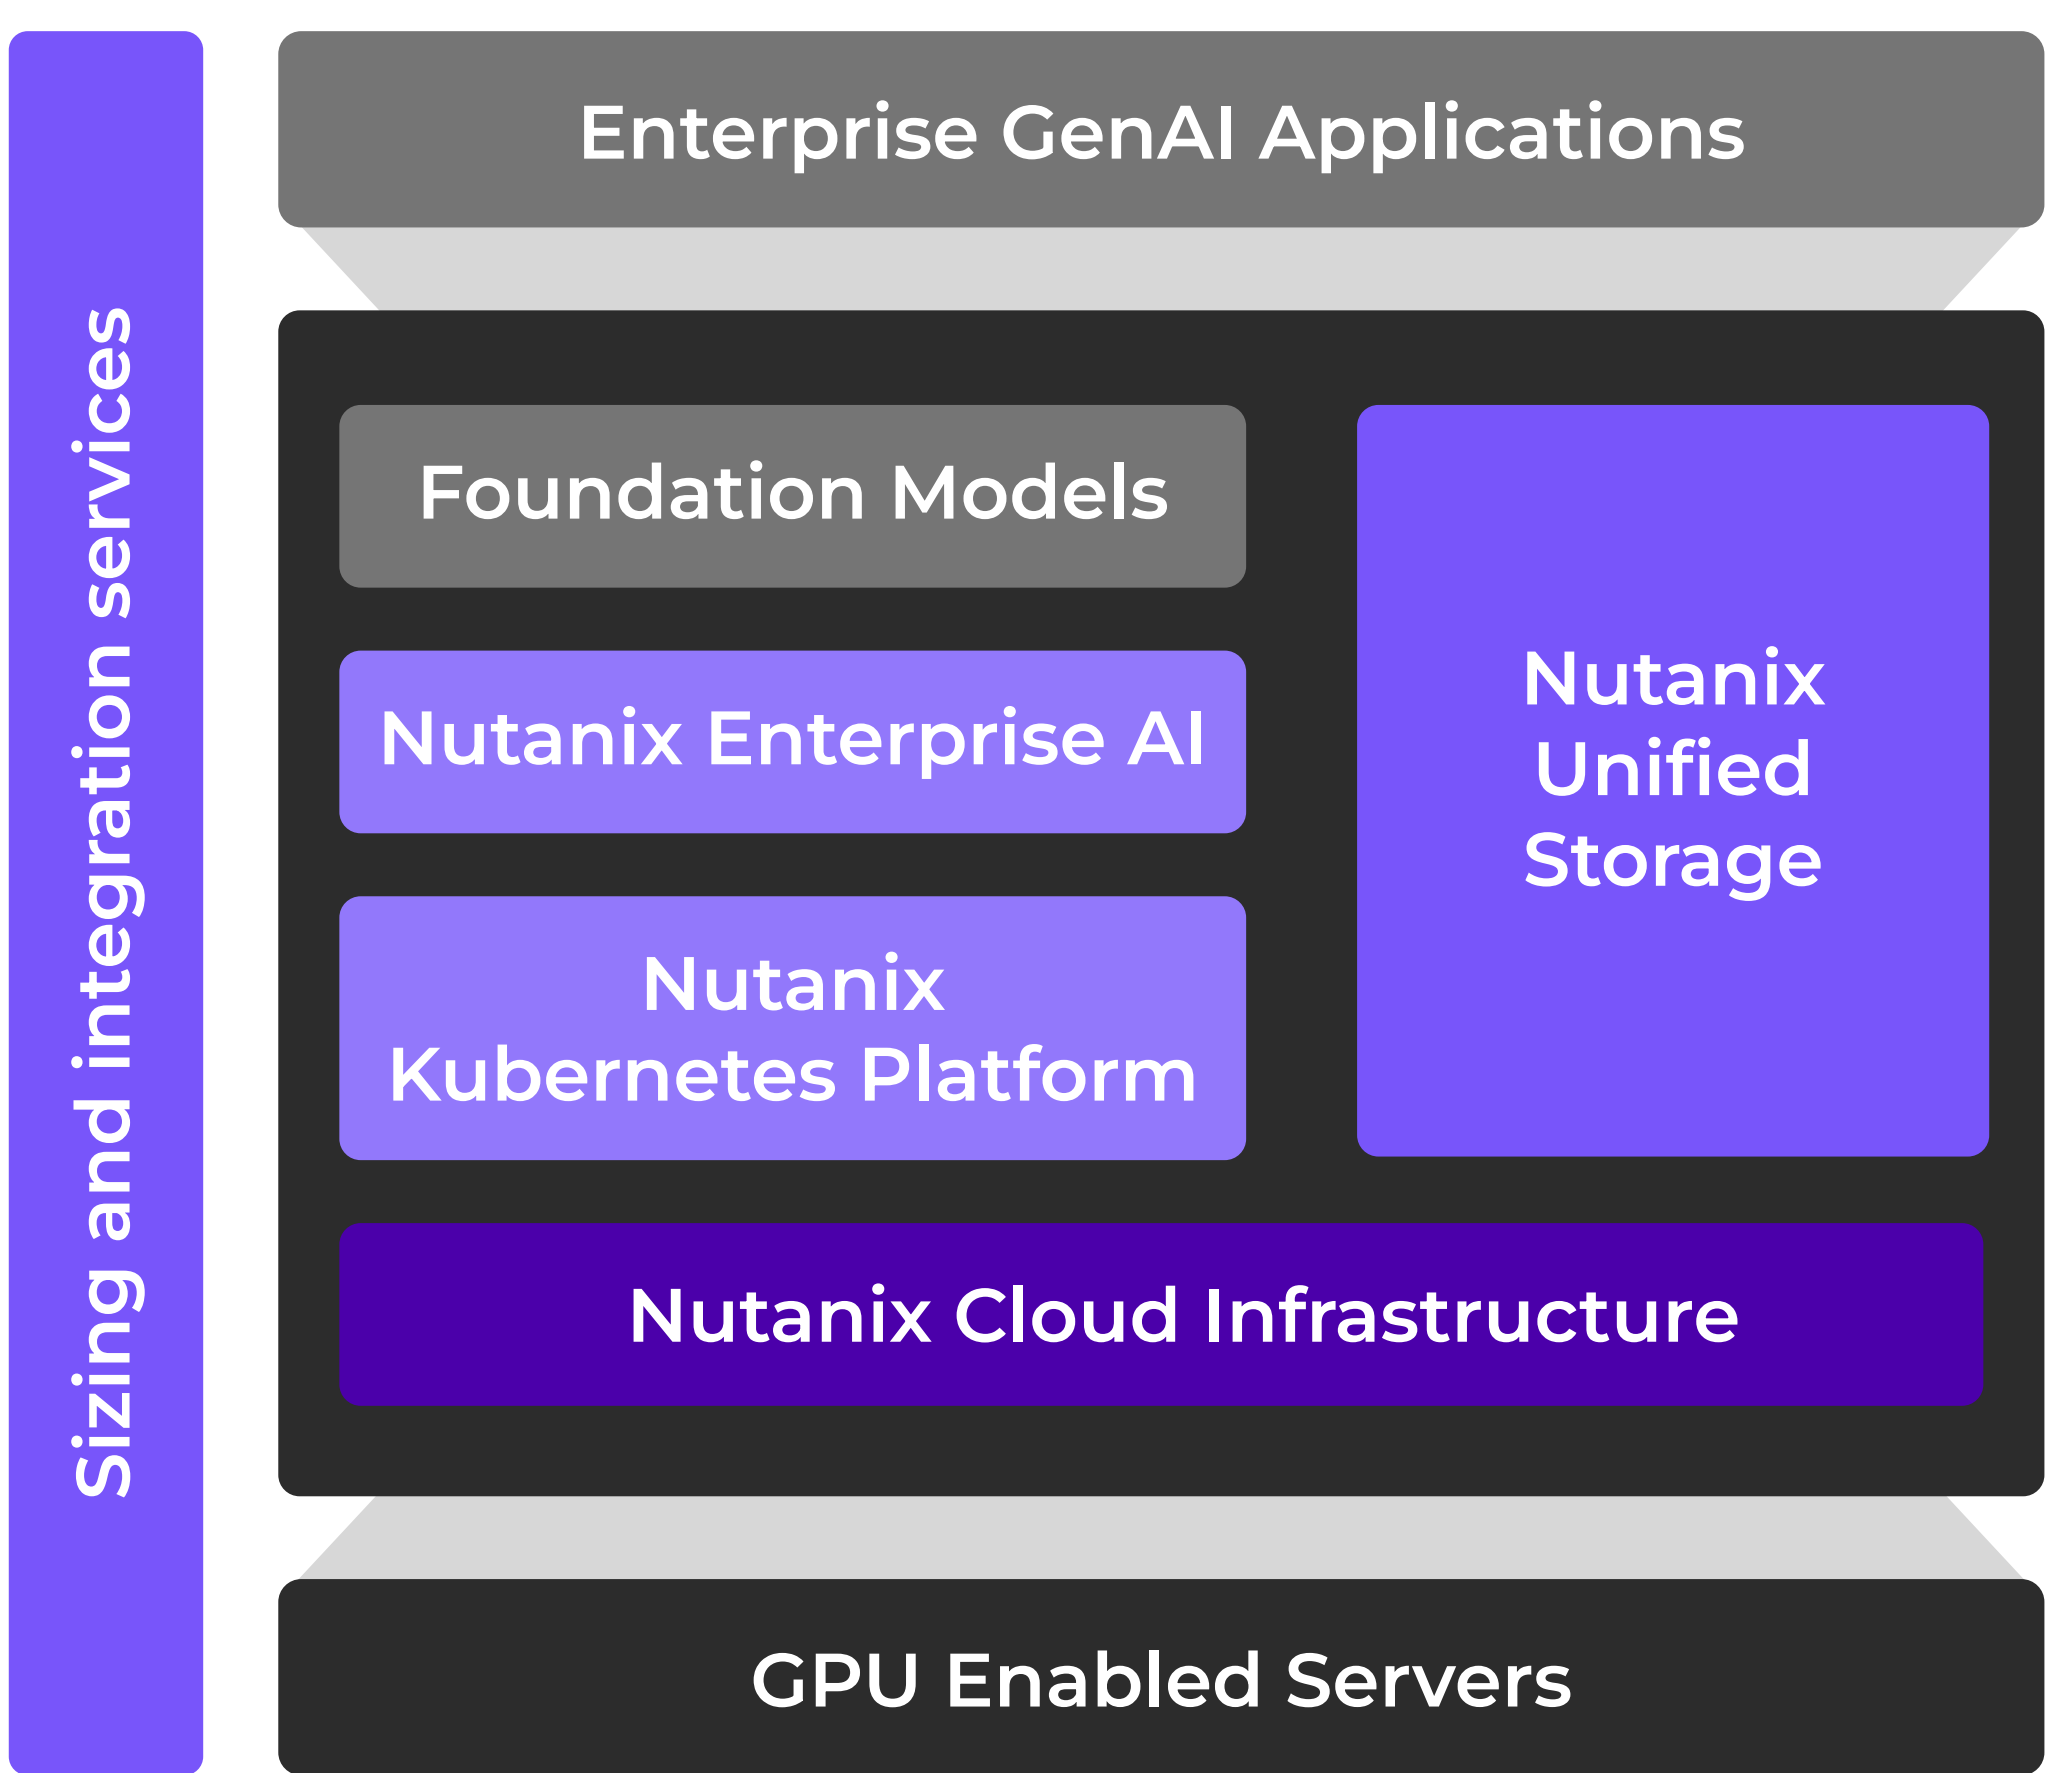 Sizing and integration services
Enterprise GenAI Applications
Foundation Models
Nutanix Enterprise AI
Nutanix
Kubernetes Platform
Nutanix
Unified
Storage
Nutanix Cloud Infrastructure
GPU Enabled Servers